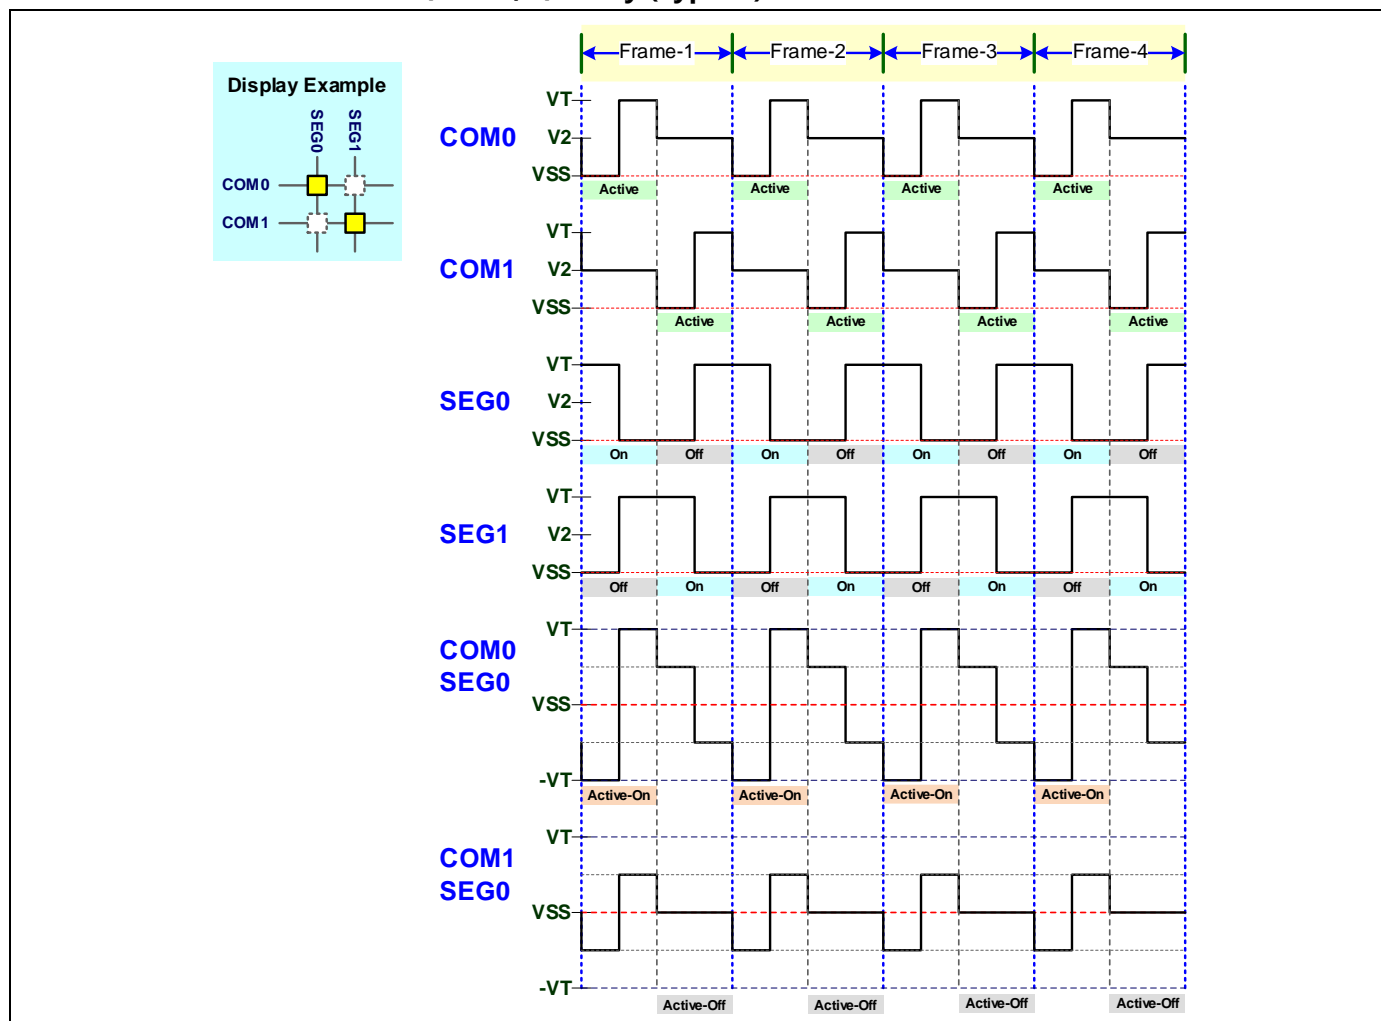 Frame-1 Frame-2 Frame-3 Frame-4
Display Example
SEG0 SEG1
COM0
COM1
COM0
VT
V2
VSS
Active Active Active Active
COM1
VT
V2
VSS
Active Active Active Active
SEG0
VT
V2
VSS
On Off On Off On Off On Off
SEG1
VT
V2
VSS
Off On Off On Off On Off On
COM0
SEG0
VT
VSS
-VT
Active-On Active-On Active-On Active-On
COM1
SEG0
VT
VSS
-VT
Active-Off Active-Off Active-Off Active-Off